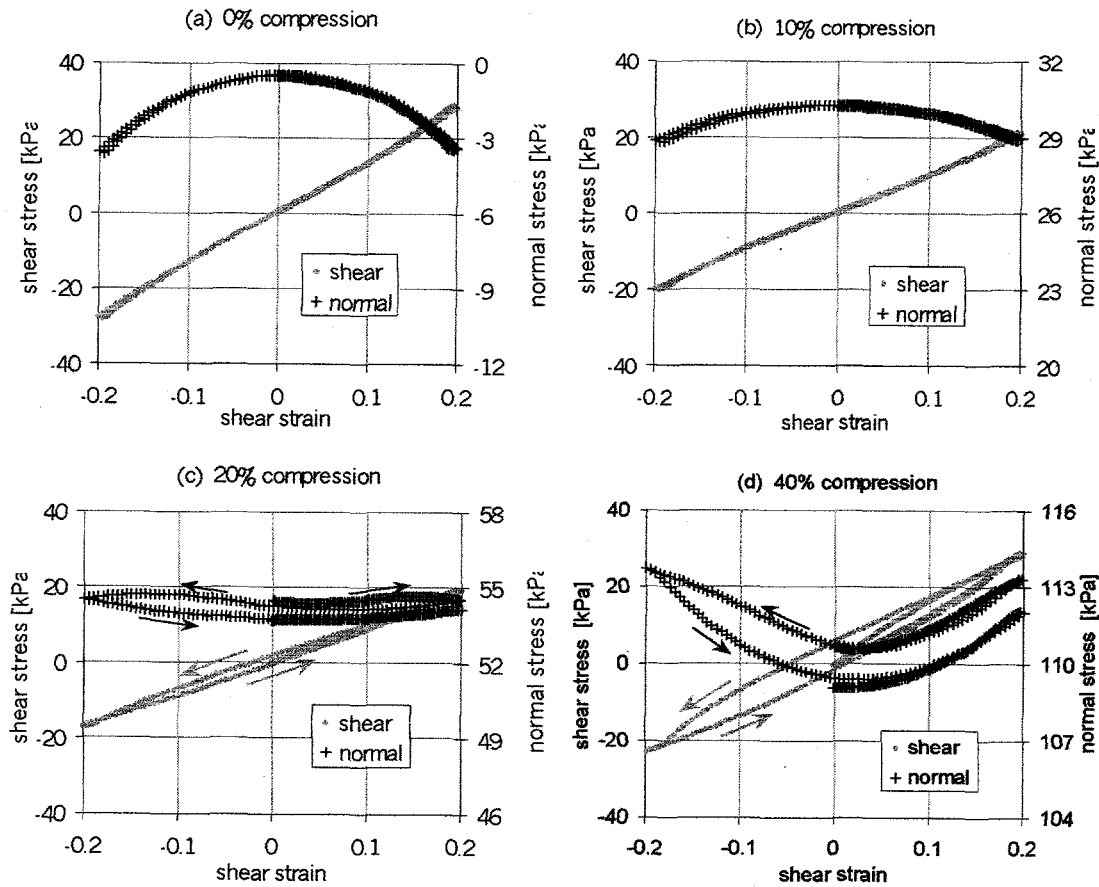 (a) 0% compression
shear stress [kPa]
40
20
0
-20
-40
0
-3
-6
-9
-12
normal stress [kPa]
shear
normal
-0.2 -0.1 0 0.1 0.2
shear strain
(b) 10% compression
shear stress [kPa
40
20
0
-20
-40
32
29
26
23
20
normal stress [kPa
shear
normal
-0.2 -0.1 0 0.1 0.2
shear strain
(c) 20% compression
shear stress [kPa
40
20
0
-20
-40
58
55
52
49
46
normal stress [kPa
shear
normal
-0.2 -0.1 0 0.1 0.2
shear strain
(d) 40% compression
shear stress [kPa]
40
20
0
-20
-40
116
113
110
107
104
normal stress [kPa]
shear
normal
-0.2 -0.1 0 0.1 0.2
shear strain